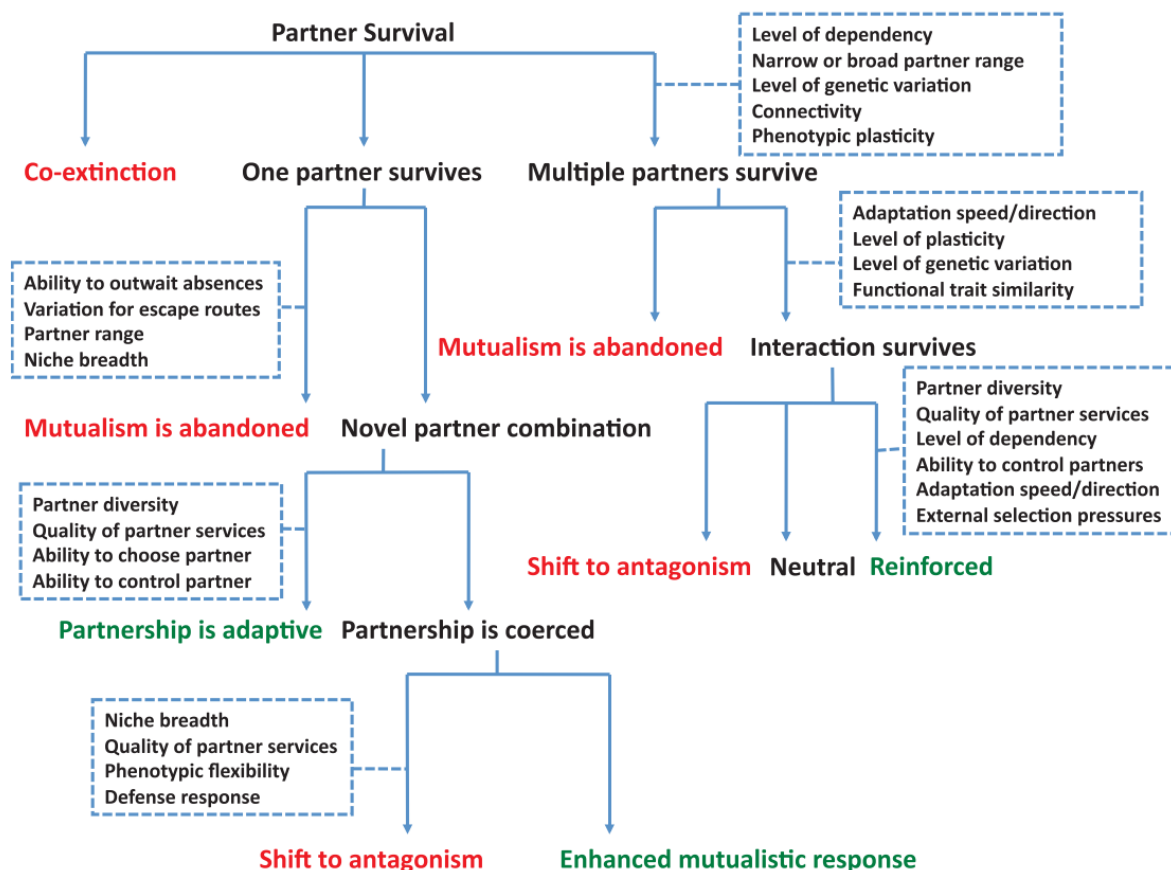 Partner Survival
Level of dependency
Narrow or broad partner range
Level of genetic variation
Connectivity
Phenotypic plasticity
Co-extinction
One partner survives
Multiple partners survive
Adaptation speed/direction
Level of plasticity
Level of genetic variation
Functional trait similarity
Ability to outwait absences
Variation for escape routes
Partner range
Niche breadth
Mutualism is abandoned
Interaction survives
Partner diversity
Quality of partner services
Level of dependency
Ability to control partners
Adaptation speed/direction
External selection pressures
Mutualism is abandoned
Novel partner combination
Partner diversity
Quality of partner services
Ability to choose partner
Ability to control partner
Shift to antagonism
Neutral
Reinforced
Partnership is adaptive
Partnership is coerced
Niche breadth
Quality of partner services
Phenotypic flexibility
Defense response
Shift to antagonism
Enhanced mutualistic response